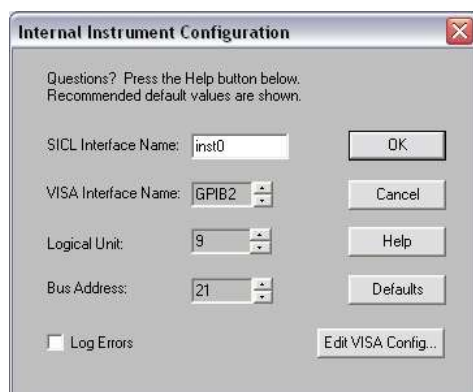 Internal Instrument Configuration
Questions? Press the Help button below.
Recommended default values are shown.
SICL Interface Name: inst0 OK
VISA Interface Name: GPIB2 Cancel
Logical Unit: 9 Help
Bus Address: 21 Defaults
Log Errors Edit VISA Config...